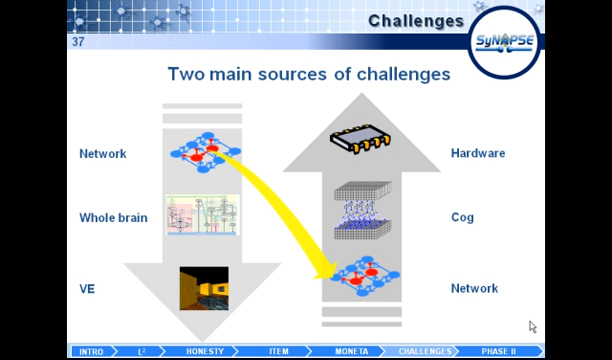 Challenges
37
SyNAPSE
Two main sources of challenges
Network
Whole brain
VE
Hardware
Cog
Network
INTRO
L²
HONESTY
ITEM
MONETA
CHALLENGES
PHASE II